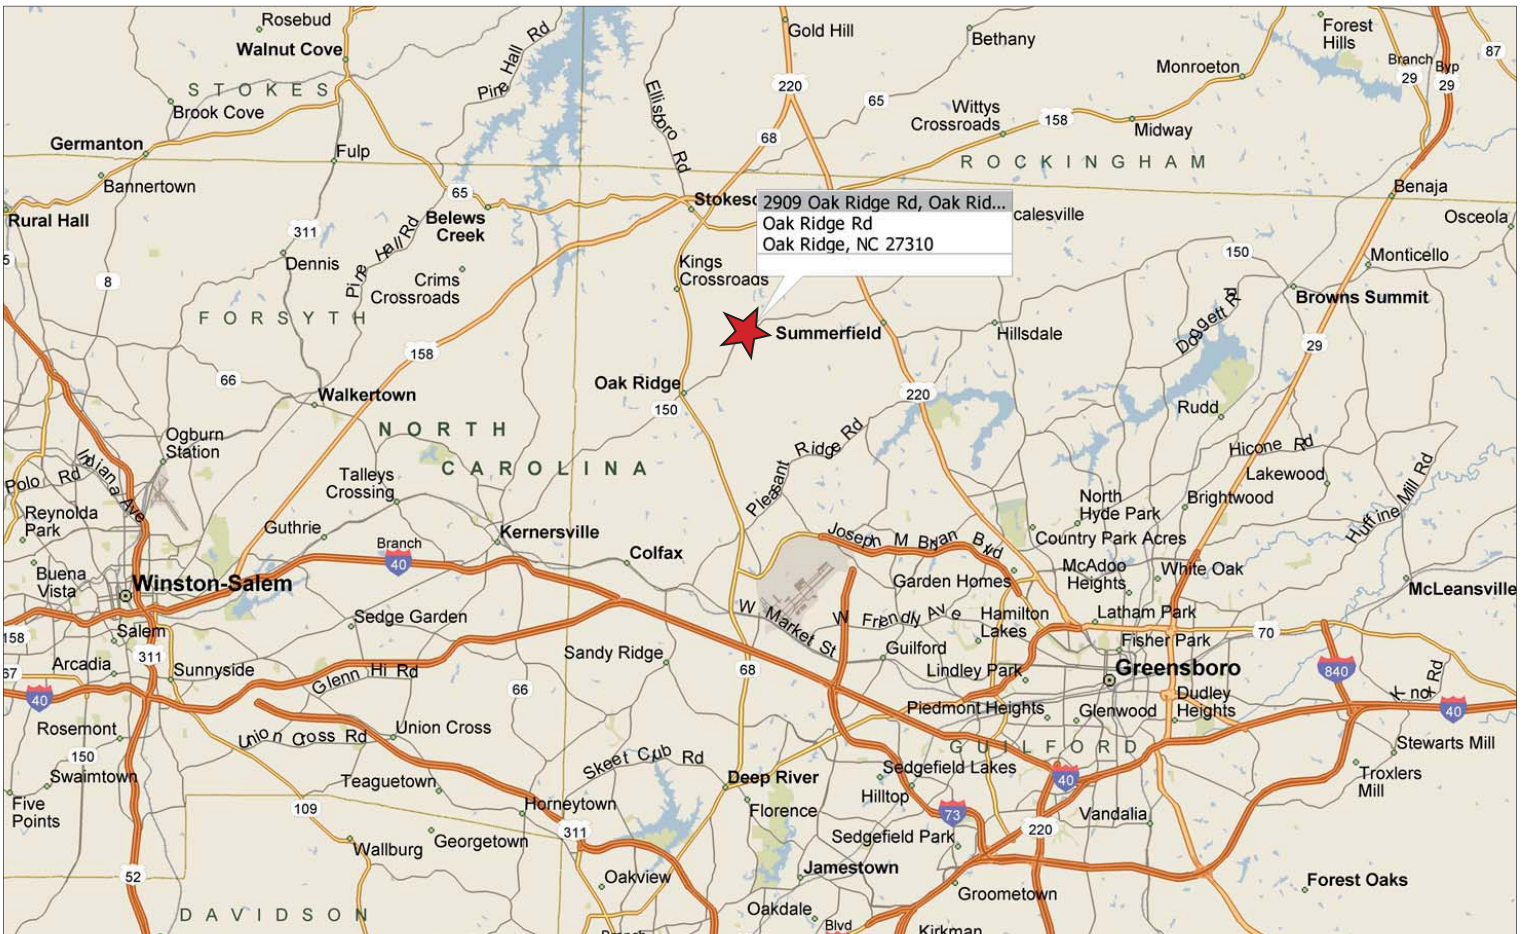 Rosebud
Walnut Cove
STOKES
Brook Cove
Germanton
Fulp
Bannertown
Rural Hall
Pine Hall Rd
Ellisboro Rd
Gold Hill
Bethany
Forest
Hills
Branch
Byp
29
29
87
Monroeton
220
65
Wittys
Crossroads
158
Midway
68
ROCKINGHAM
65
Belews
Creek
Stokesd
2909 Oak Ridge Rd, Oak Rid...
Oak Ridge Rd
Oak Ridge, NC 27310
calesville
Benaja
Osceola
311
Dennis
Pine Hall Rd
Crims
Crossroads
Kings
Crossroads
150
Monticello
5
8
FORSYTH
Browns Summit
Doggett Rd
Summerfield
Hillsdale
29
158
66
Walkertown
Oak Ridge
150
220
Rudd
NORTH
CAROLINA
Ogburn
Station
Indiana Ave
Polo Rd
Talleys
Crossing
Pleasant Ridge Rd
Hicone Rd
Lakewood
Huffine Mill Rd
Reynolda
Park
Guthrie
Kernersville
North
Hyde Park
Brightwood
Branch
40
Colfax
Joseph M Bryan Blvd
Country Park Acres
Buena
Vista
Winston-Salem
Garden Homes
McAdoo
Heights
White Oak
McLeansville
Sedge Garden
W Market St
W Friendly Ave
Hamilton
Lakes
Latham Park
158
Salem
311
Fisher Park
70
Arcadia
Sunnyside
Sandy Ridge
68
Guilford
Lindley Park
Greensboro
840
67
40
Glenn Hi Rd
66
Knox Rd
Piedmont Heights
Glenwood
Dudley
Heights
40
Rosemont
Union Cross Rd
Union Cross
GUILFORD
Stewarts Mill
150
Swaimtown
Teaguetown
Skeet Club Rd
Deep River
Sedgefield Lakes
40
Troxlers
Mill
Five
Points
109
Horneytown
Florence
Hilltop
73
Vandalia
311
220
Wallburg
Georgetown
Sedgefield Park
52
Oakview
Jamestown
Groometown
Forest Oaks
DAVIDSON
Oakdale
Blvd
Branch
Kirkman